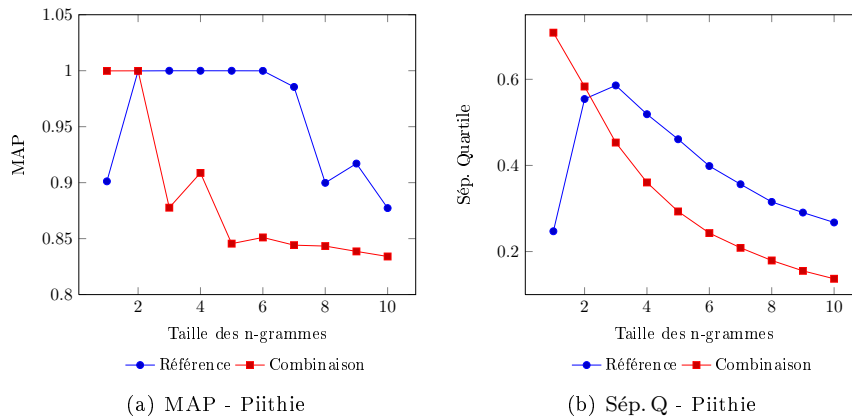 1.05
1
0.95
0.9
0.85
0.8
MAP
2 4 6 8 10
Taille des n-grammes
Référence Combinaison
(a) MAP - Piithie
0.6
0.4
0.2
Sép. Quartile
2 4 6 8 10
Taille des n-grammes
Référence Combinaison
(b) Sép. Q - Piithie